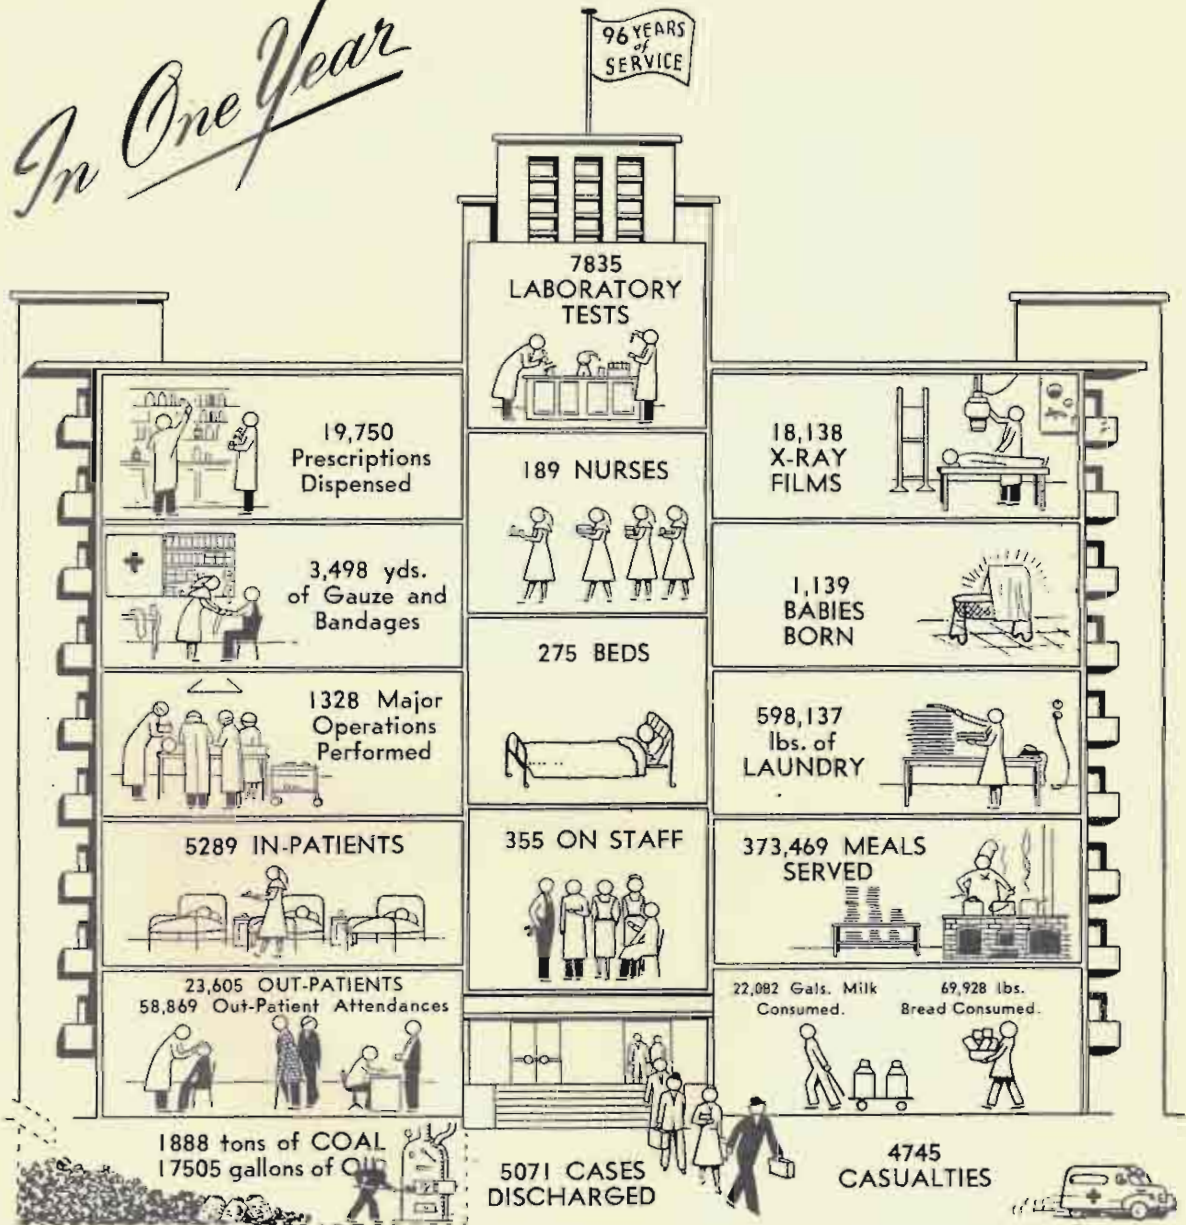 In One Year
96 YEARS
of
SERVICE
7835
LABORATORY
TESTS
19,750
Prescriptions
Dispensed
189 NURSES
18,138
X-RAY
FILMS
3,498 yds.
of Gauze and
Bandages
1,139
BABIES
BORN
275 BEDS
1328 Major
Operations
Performed
598,137
lbs. of
LAUNDRY
5289 IN-PATIENTS
355 ON STAFF
373,469 MEALS
SERVED
23,605 OUT-PATIENTS
58,869 Out-Patient Attendances
22,082 Gals. Milk
Consumed.
69,928 lbs.
Bread Consumed.
1888 tons of COAL
17505 gallons of OIL
5071 CASES
DISCHARGED
4745
CASUALTIES